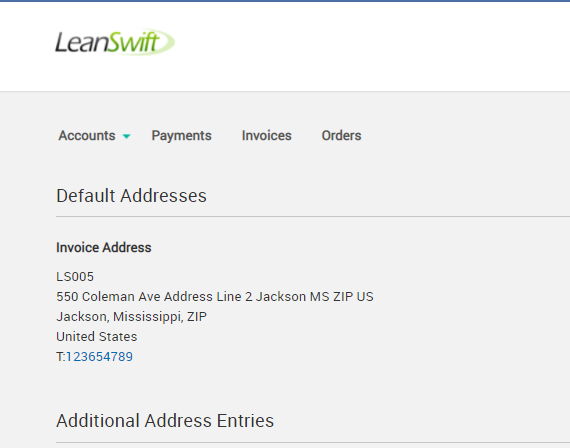 LeanSwift
Accounts Payments Invoices Orders
Default Addresses
Invoice Address
LS005
550 Coleman Ave Address Line 2 Jackson MS ZIP US
Jackson, Mississippi, ZIP
United States
T:123654789
Additional Address Entries